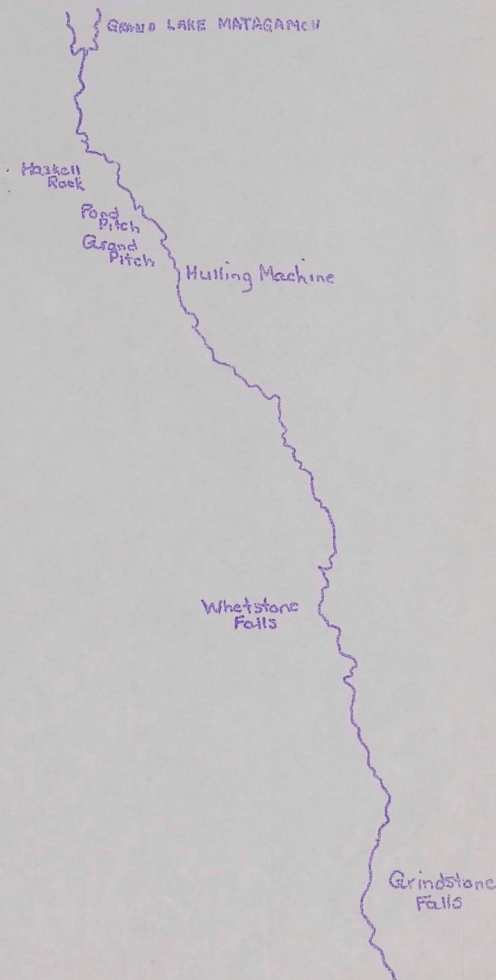 GRAND LAKE MATAGAMON
Haskell
Rock
Pond
Pitch
Grand
Pitch
Hulling Machine
Whetstone
Falls
Grindstone
Falls